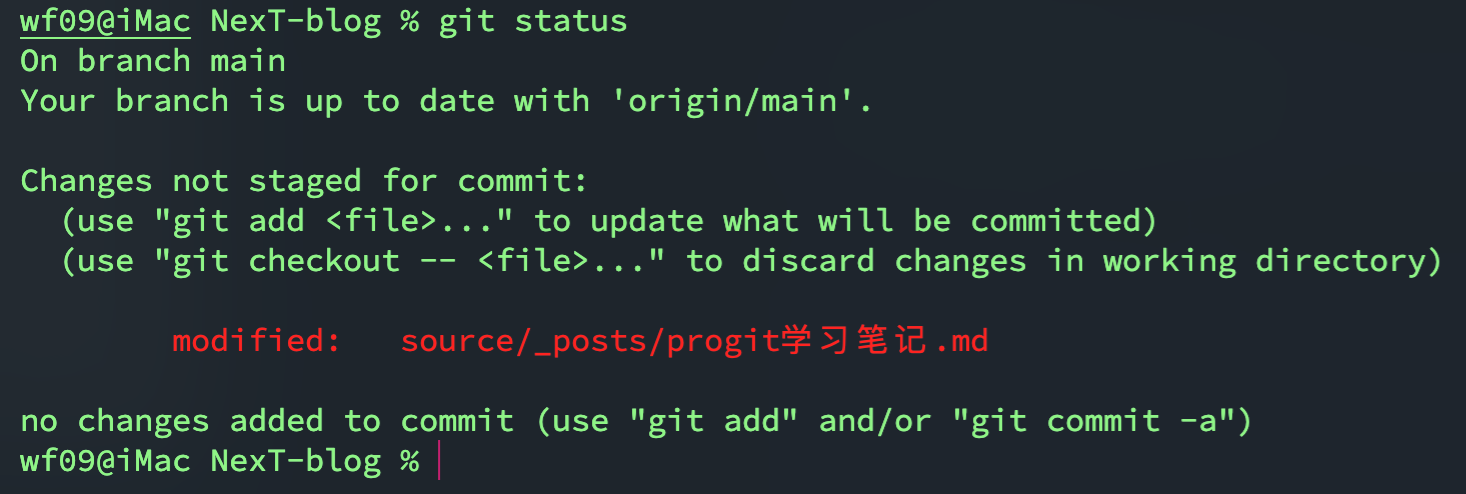 wf09@iMac NexT-blog % git status
On branch main
Your branch is up to date with 'origin/main'.
Changes not staged for commit:
  (use "git add <file>..." to update what will be committed)
  (use "git checkout -- <file>..." to discard changes in working directory)
        modified:   source/_posts/progit学习笔记.md
no changes added to commit (use "git add" and/or "git commit -a")
wf09@iMac NexT-blog %